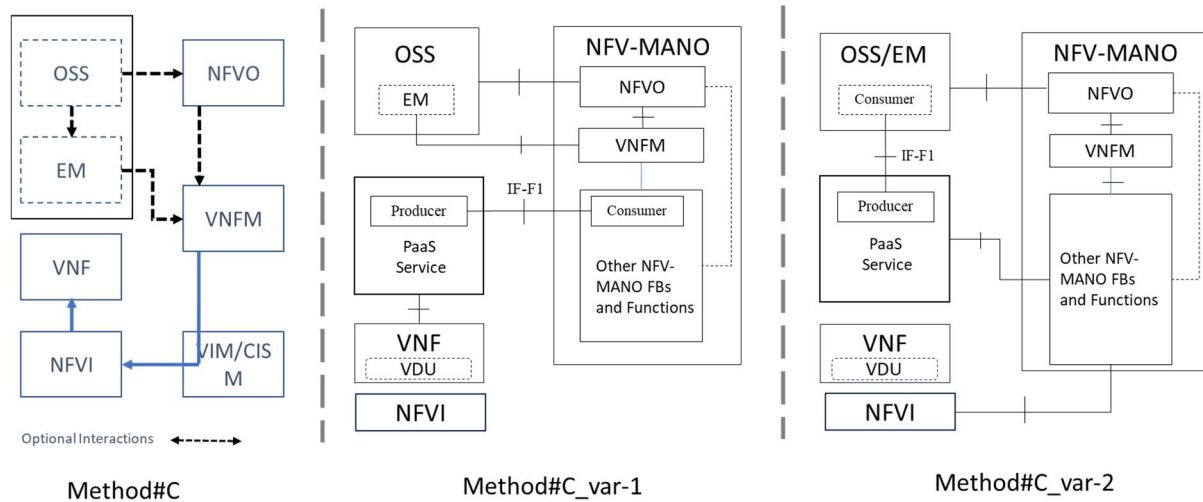 OSS
NFVO
EM
VNFM
VNF
NFVI
VIM/CIS
M
Optional Interactions
Method#C
OSS
EM
NFV-MANO
NFVO
VNFM
IF-F1
Producer
PaaS
Service
Consumer
Other NFV-
MANO FBs
and Functions
VNF
VDU
NFVI
Method#C_var-1
OSS/EM
Consumer
NFV-MANO
NFVO
VNFM
IF-F1
Producer
PaaS
Service
Other NFV-
MANO FBs
and Functions
VNF
VDU
NFVI
Method#C_var-2